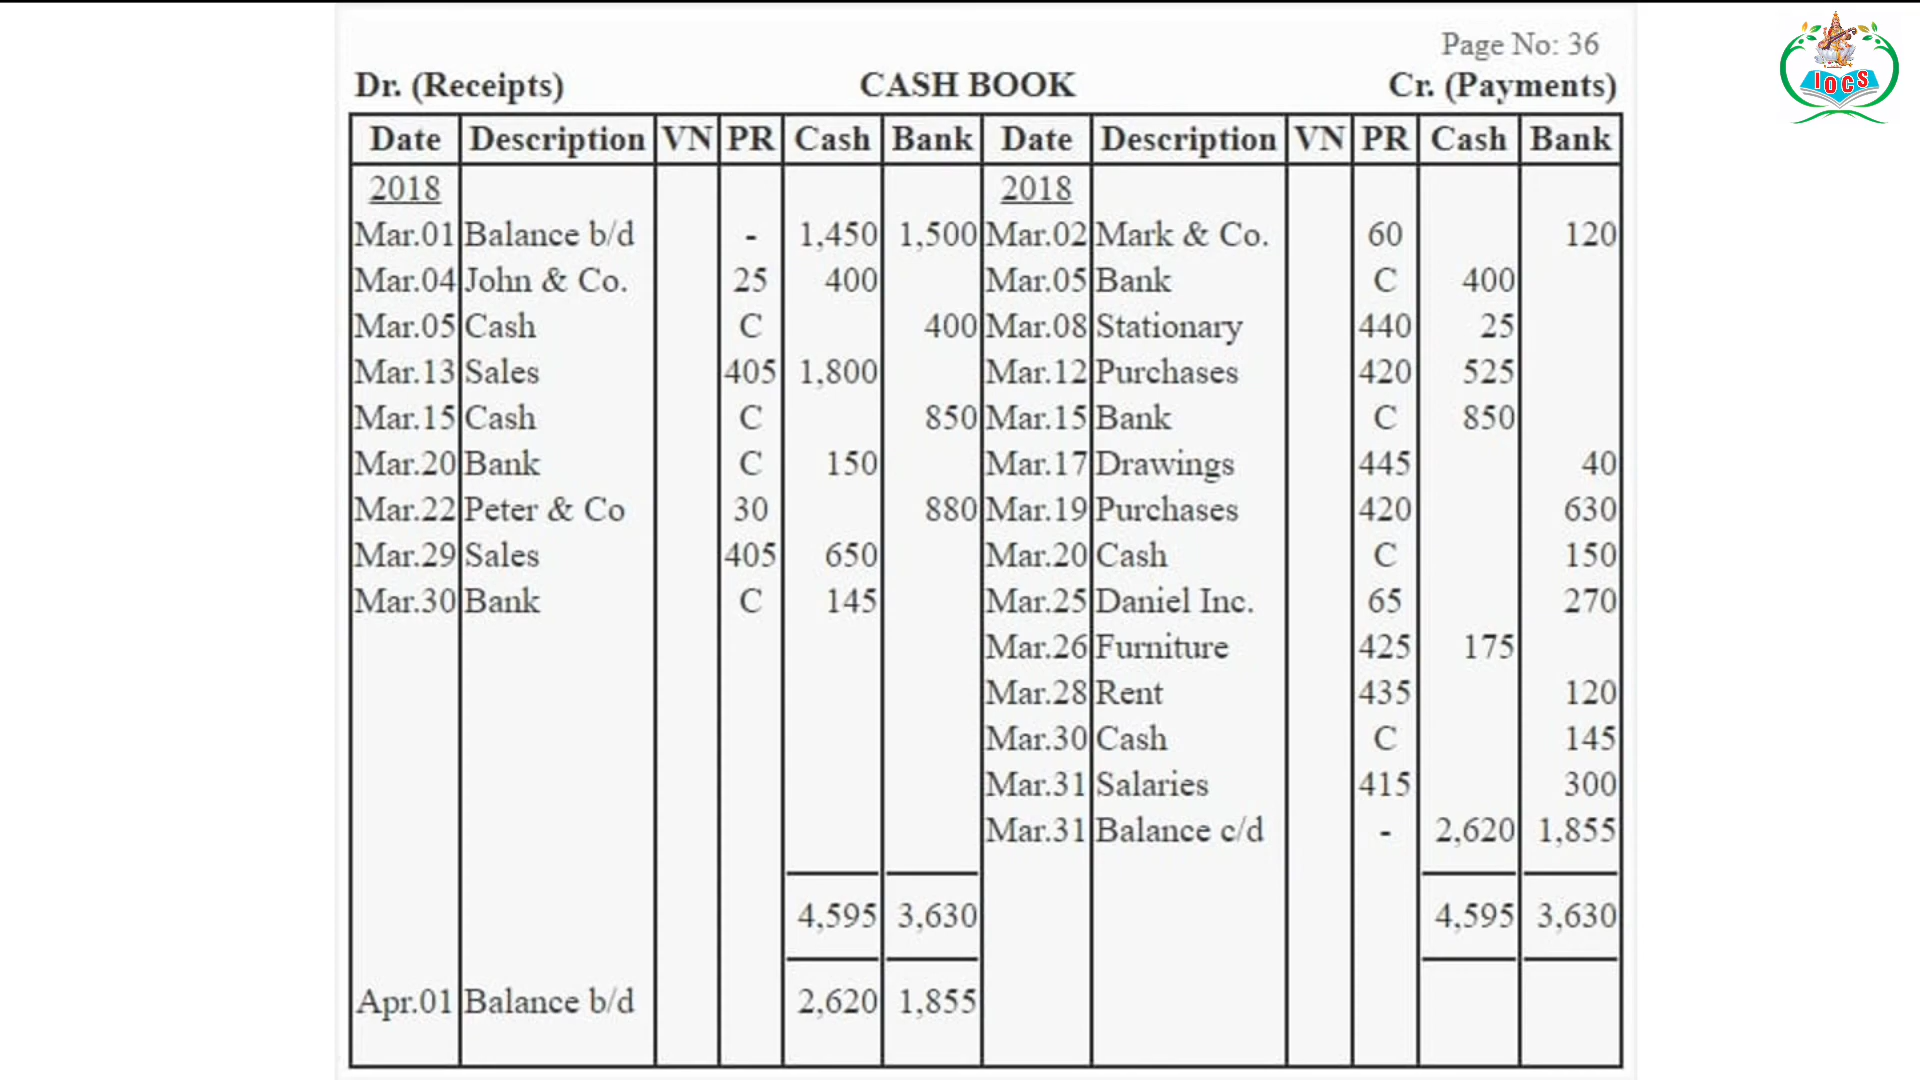 Page No: 36
IOCS
Dr. (Receipts) CASH BOOK Cr. (Payments)
Date Description VN PR Cash Bank Date Description VN PR Cash Bank
2018 2018
Mar.01 Balance b/d - 1,450 1,500 Mar.02 Mark & Co. 60 120
Mar.04 John & Co. 25 400 Mar.05 Bank C 400
Mar.05 Cash C 400 Mar.08 Stationary 440 25
Mar.13 Sales 405 1,800 Mar.12 Purchases 420 525
Mar.15 Cash C 850 Mar.15 Bank C 850
Mar.20 Bank C 150 Mar.17 Drawings 445 40
Mar.22 Peter & Co 30 880 Mar.19 Purchases 420 630
Mar.29 Sales 405 650 Mar.20 Cash C 150
Mar.30 Bank C 145 Mar.25 Daniel Inc. 65 270
Mar.26 Furniture 425 175
Mar.28 Rent 435 120
Mar.30 Cash C 145
Mar.31 Salaries 415 300
Mar.31 Balance c/d - 2,620 1,855
4,595 3,630 4,595 3,630
Apr.01 Balance b/d 2,620 1,855